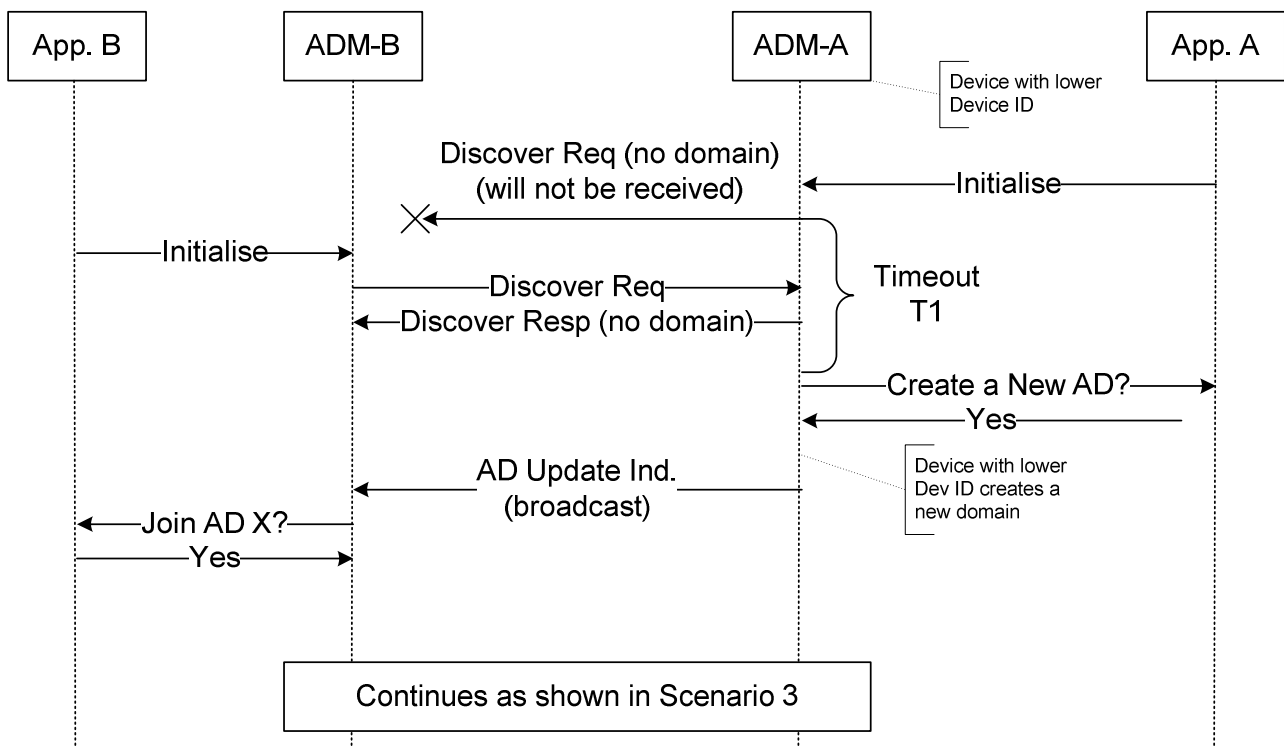 App. B
ADM-B
ADM-A
App. A
Device with lower
Device ID
Discover Req (no domain)
(will not be received)
Initialise
Initialise
Discover Req
Timeout
T1
Discover Resp (no domain)
Create a New AD?
Yes
Device with lower
Dev ID creates a
new domain
AD Update Ind.
(broadcast)
Join AD X?
Yes
Continues as shown in Scenario 3